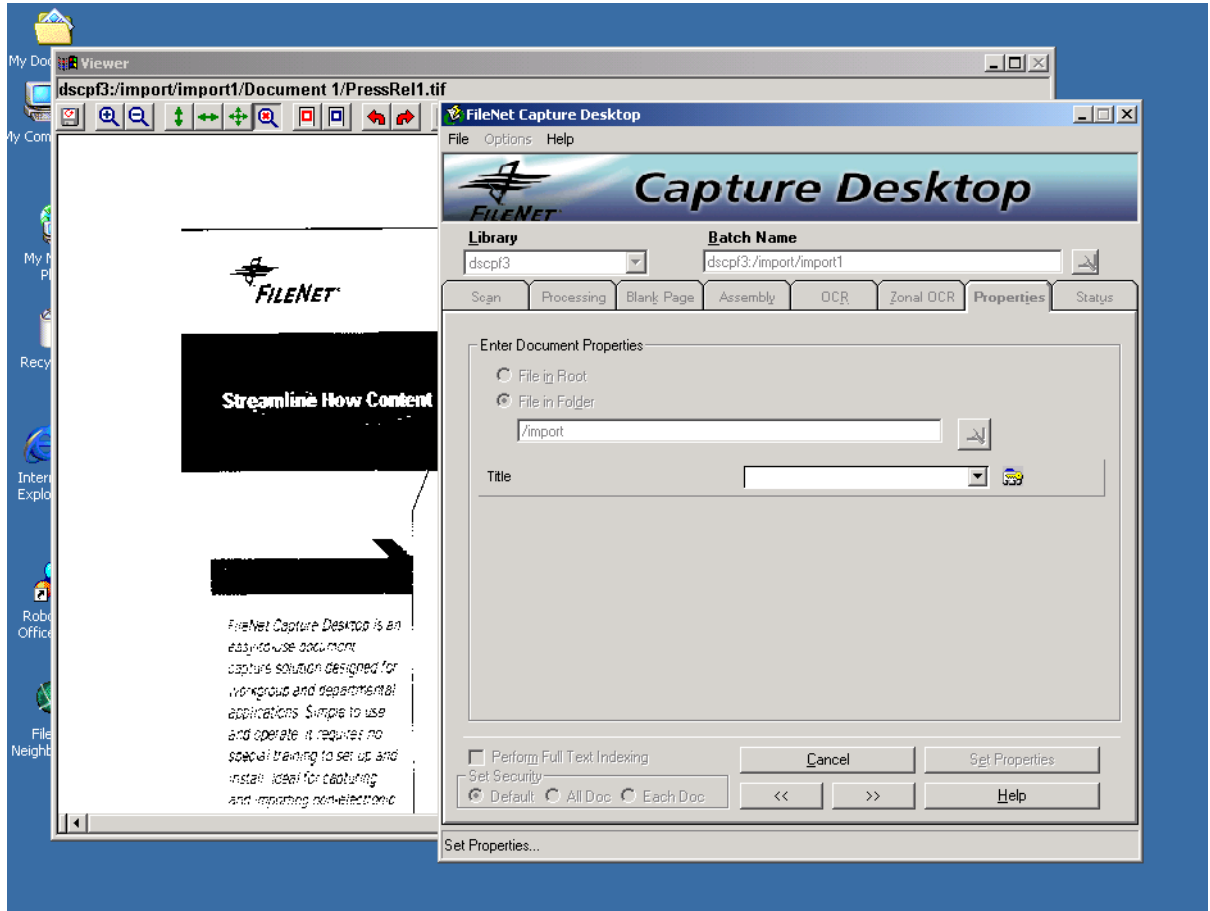 My Doc
Viewer
dscpf3:/import/import1/Document 1/PressRel1.tif
My Com
FileNet Capture Desktop
File Options Help
FILENET
Capture Desktop
Library
Batch Name
dscpf3
dscpf3:/import/import1
My N
Pl
Scan Processing Blank Page Assembly OCR Zonal OCR Properties Status
FILENET
Recy
Enter Document Properties
File in Root
Streamline How Content
File in Folder
/import
Inter
Explo
Title
Robo
Office
FileNet Capture Desktop is an
easy-to-use document
capture solution designed for
workgroup and departmental
applications. Simple to use
and operate, it requires no
special training to set up and
install. Ideal for capturing
and importing non-electronic
File
Neighb
Perform Full Text Indexing
Cancel
Set Properties
Set Security
Default All Doc Each Doc
<<
>>
Help
Set Properties...